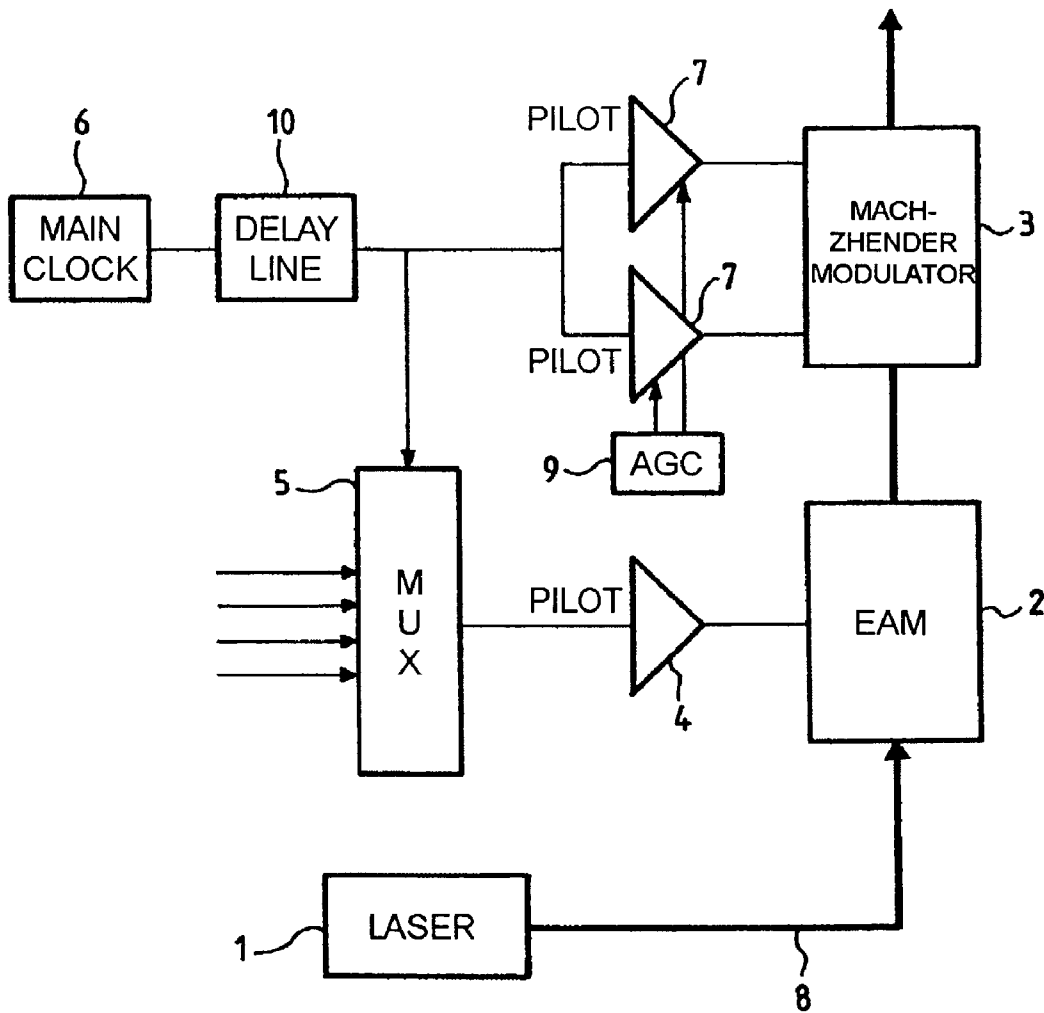 6
10
7
PILOT
MAIN
CLOCK
DELAY
LINE
MACH-
ZHENDER
MODULATOR
3
7
PILOT
9
AGC
5
M
U
X
PILOT
4
EAM
2
1
LASER
8